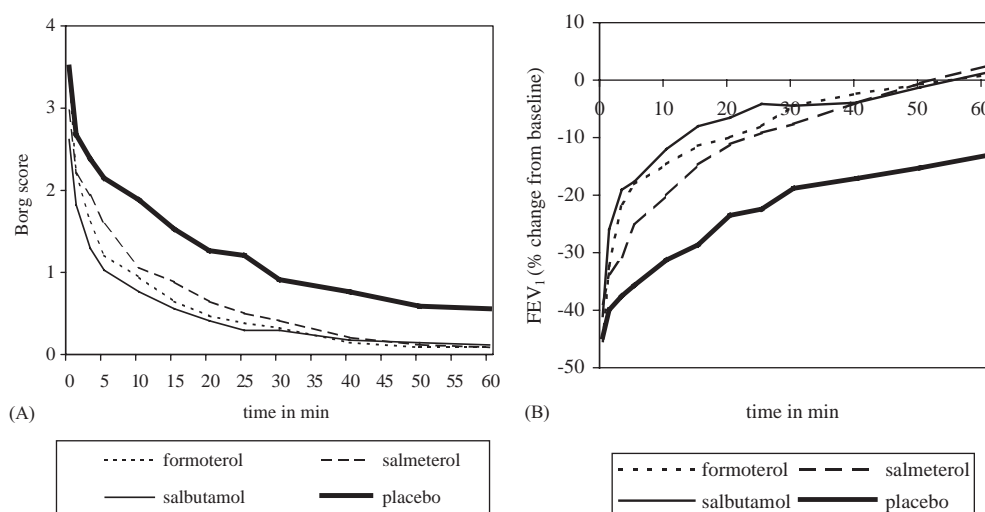 4
3
2
1
0
Borg score
0 5 10 15 20 25 30 35 40 45 50 55 60
time in min
(A)
formoterol salmeterol
salbutamol placebo
10
0
-10
-20
-30
-40
-50
FEV₁ (% change from baseline)
0 10 20 30 40 50 60
time in min
(B)
formoterol salmeterol
salbutamol placebo